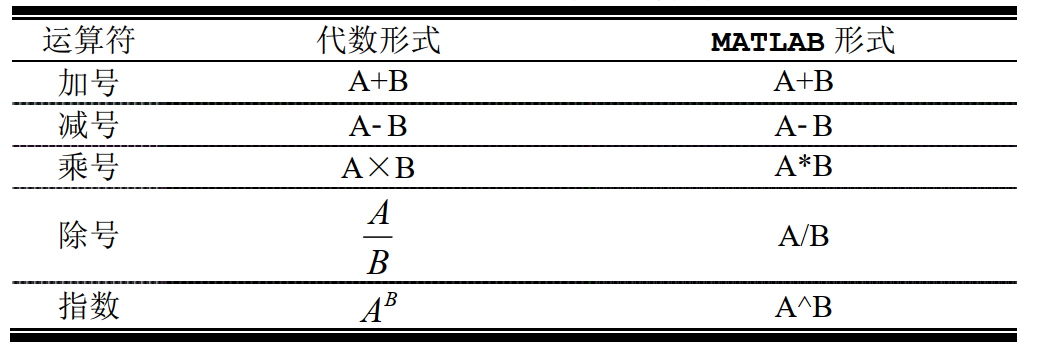 运算符 代数形式 MATLAB 形式
加号 A+B A+B
减号 A-B A-B
乘号 A×B A*B
除号 A/B A/B
指数 A^B A^B